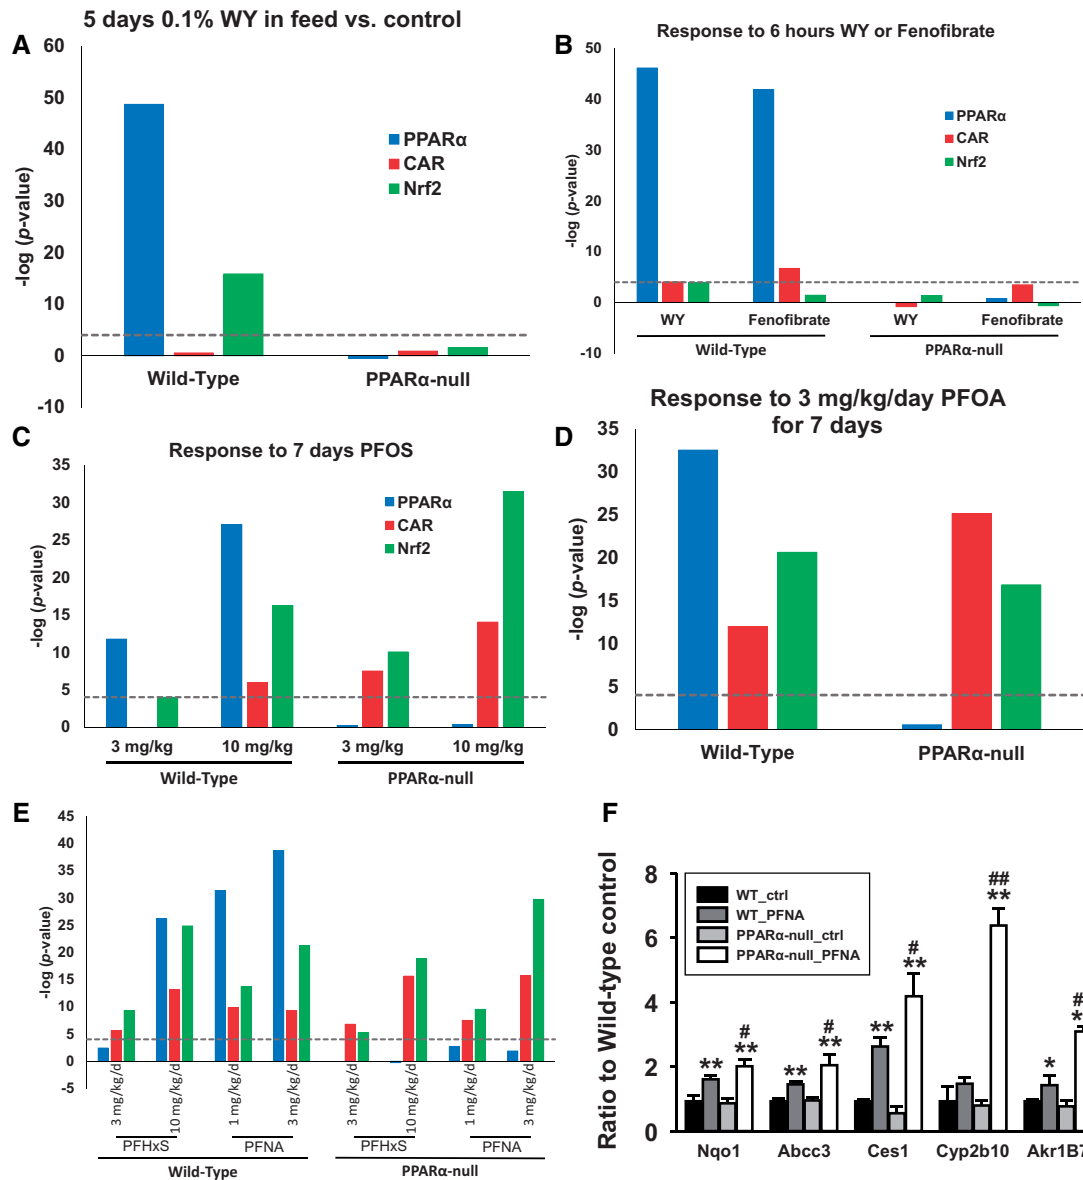 A
5 days 0.1% WY in feed vs. control
-log (p-value)
60
50
40
30
20
10
0
-10
PPARα
CAR
Nrf2
Wild-Type
PPARα-null
B
Response to 6 hours WY or Fenofibrate
-log (p-value)
50
40
30
20
10
0
-10
PPARα
CAR
Nrf2
WY
Fenofibrate
WY
Fenofibrate
Wild-Type
PPARα-null
C
Response to 7 days PFOS
-log (p-value)
35
30
25
20
15
10
5
0
PPARα
CAR
Nrf2
3 mg/kg
10 mg/kg
3 mg/kg
10 mg/kg
Wild-Type
PPARα-null
D
Response to 3 mg/kg/day PFOA
for 7 days
-log (p-value)
35
30
25
20
15
10
5
0
Wild-Type
PPARα-null
E
-log (p-value)
45
40
35
30
25
20
15
10
5
0
-5
3 mg/kg/d
10 mg/kg/d
1 mg/kg/d
3 mg/kg/d
3 mg/kg/d
10 mg/kg/d
1 mg/kg/d
3 mg/kg/d
PFHxS
PFNA
PFHxS
PFNA
Wild-Type
PPARα-null
F
Ratio to Wild-type control
8
6
4
2
0
WT_ctrl
WT_PFNA
PPARα-null_ctrl
PPARα-null_PFNA
**
#
**
**
#
**
**
#
**
##
**
*
Nqo1
Abcc3
Ces1
Cyp2b10
Akr1B7